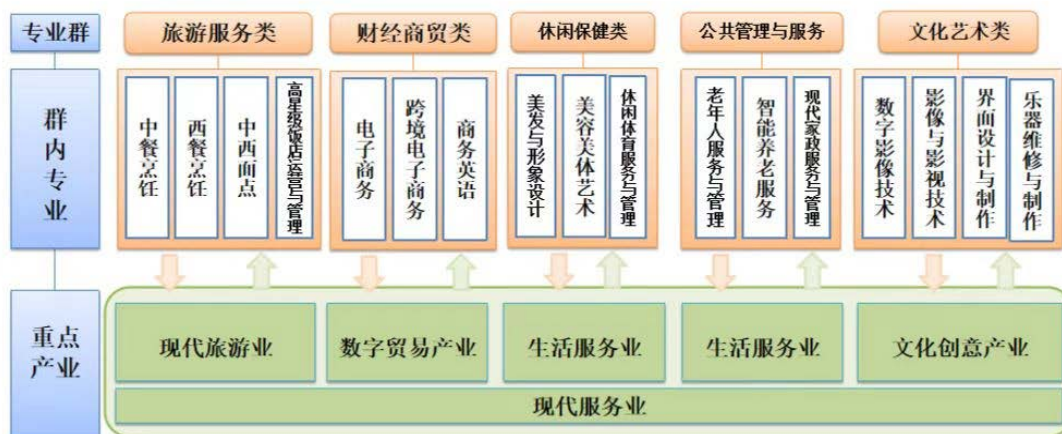 专业群
旅游服务类
财经商贸类
休闲保健类
公共管理与服务
文化艺术类
群内专业
中餐烹饪
西餐烹饪
中西面点
高星级饭店运营与管理
电子商务
跨境电子商务
商务英语
美发与形象设计
美容美体艺术
休闲体育服务与管理
老年人服务与管理
智能养老服务
现代家政服务与管理
数字影像技术
影像与影视技术
界面设计与制作
乐器维修与制作
重点
产业
现代旅游业
数字贸易产业
生活服务业
生活服务业
文化创意产业
现代服务业